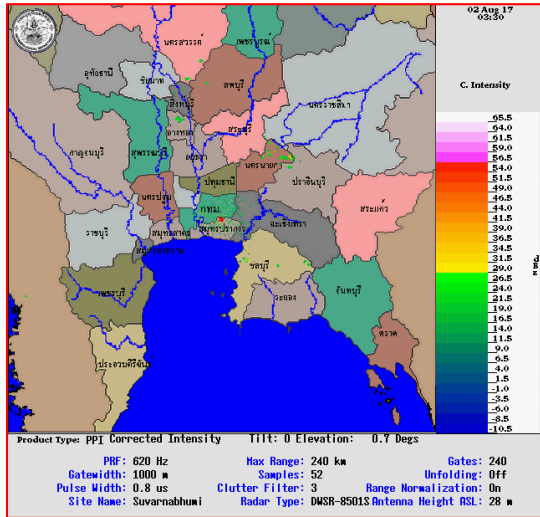 02 Aug 17
03:30
C. Intensity
นครสวรรค์
เพชรบูรณ์
อุทัยธานี
ชัยนาท
ลพบุรี
สิงห์บุรี
นครราชสีมา
อ่างทอง
สระบุรี
กาญจนบุรี
สุพรรณบุรี
อยุธยา
นครนายก
ปราจีนบุรี
ปทุมธานี
นครปฐม
กทม.
สระแก้ว
ราชบุรี
สมุทรสาคร
สมุทรปราการ
ฉะเชิงเทรา
ชลบุรี
เพชรบุรี
ระยอง
จันทบุรี
ตราด
ประจวบคีรีขันธ์
65.5
64.0
61.5
59.0
56.5
54.0
51.5
49.0
46.5
44.0
41.5
39.0
36.5
34.0
31.5
29.0
26.5
24.0
21.5
19.0
16.5
14.0
11.5
9.0
6.5
4.0
1.5
-1.0
-3.5
-6.0
-8.5
-10.5
Product Type: PPI Corrected Intensity Tilt: 0 Elevation: 0.7 Degs
PRF: 620 Hz Max Range: 240 km Gates: 240
Gatewidth: 1000 m Samples: 52 Unfolding: Off
Pulse Width: 0.8 us Clutter Filter: 3 Range Normalization: On
Site Name: Suvarnabhumi Radar Type: DWSR-8501S Antenna Height ASL: 28 m